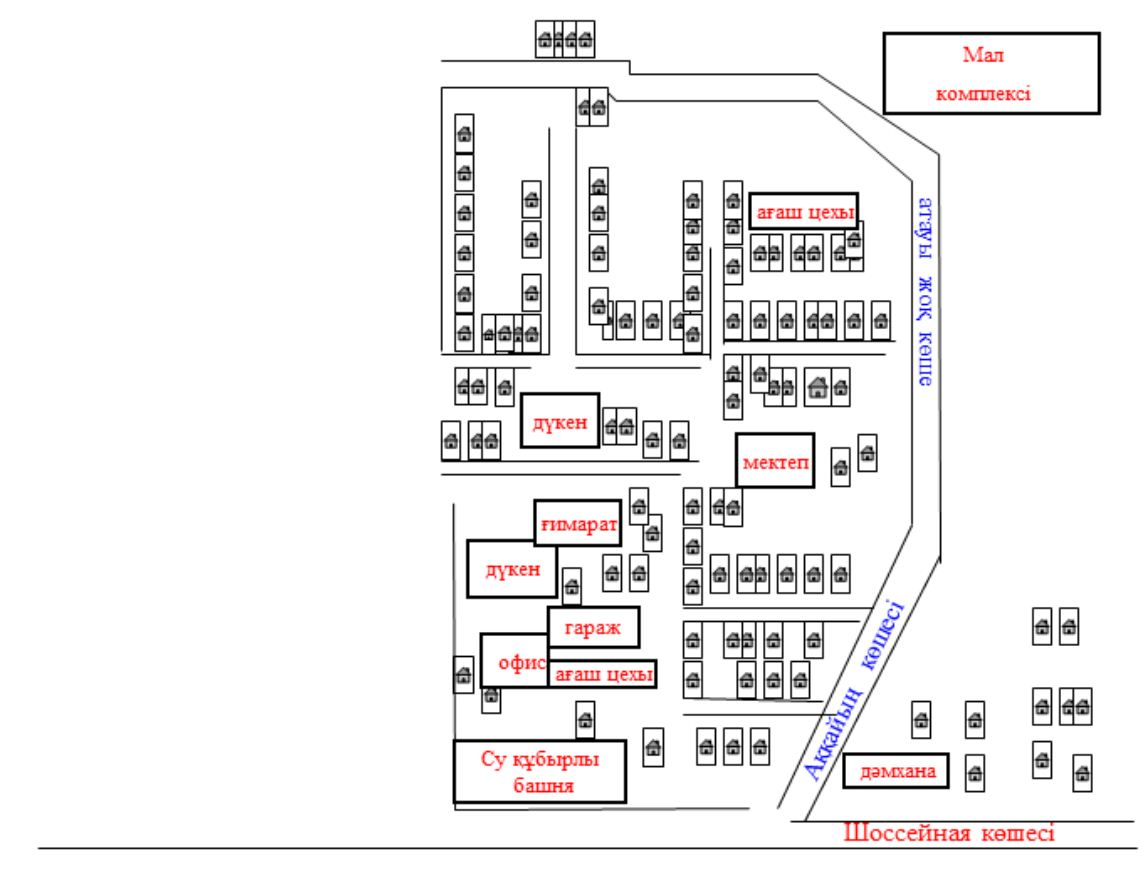 Мал
комплексі
ағаш цехы
атауы жоқ көше
дүкен
мектеп
ғимарат
дүкен
гараж
офис
ағаш цехы
Аққайың көшесі
Су құбырлы
башня
дәмхана
Шоссейная көшесі